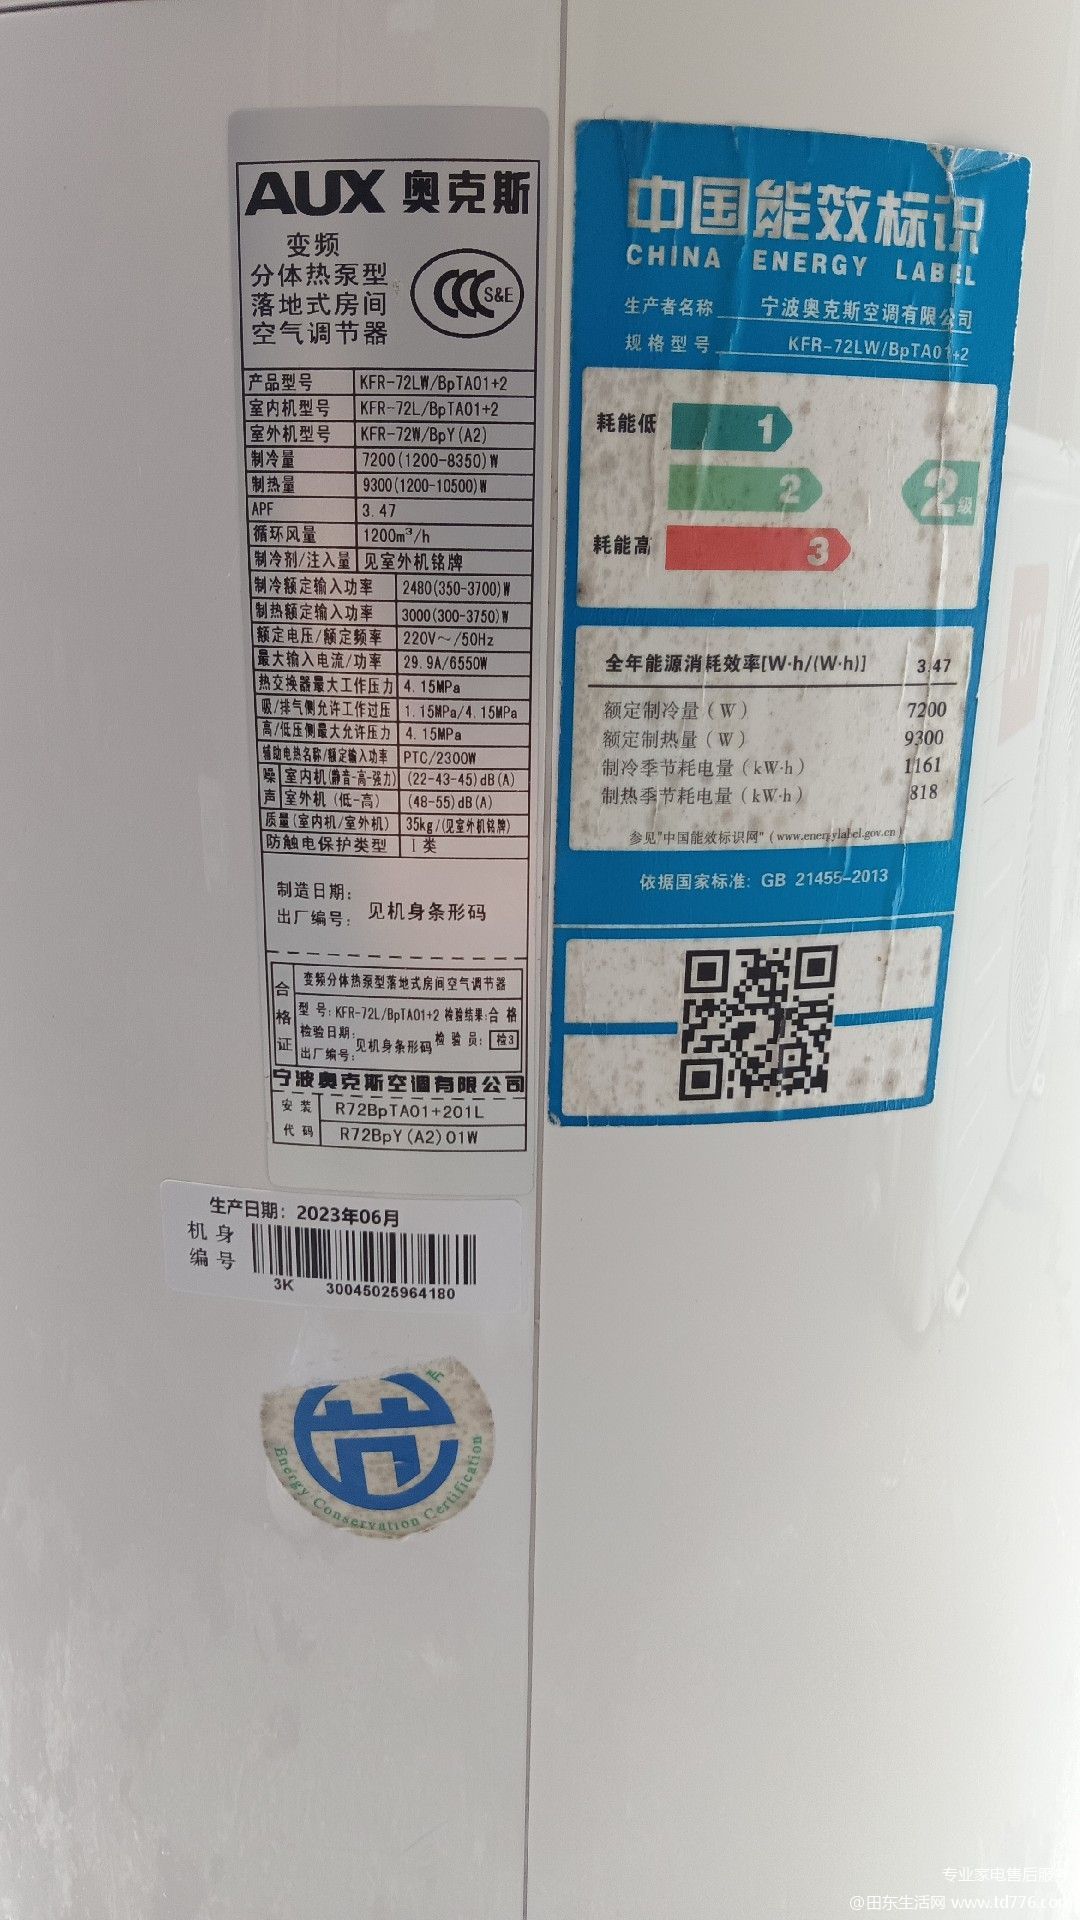 AUX 奥克斯
变频
分体热泵型
落地式房间
空气调节器
CCC S&E
产品型号 KFR-72LW/BpTA01+2
室内机型号 KFR-72L/BpTA01+2
室外机型号 KFR-72W/BpY(A2)
制冷量 7200(1200-8350)W
制热量 9300(1200-10500)W
APF 3.47
循环风量 1200m³/h
制冷剂/注入量 见室外机铭牌
制冷额定输入功率 2480(350-3700)W
制热额定输入功率 3000(300-3750)W
额定电压/额定频率 220V～/50Hz
最大输入电流/功率 29.9A/6550W
热交换器最大工作压力 4.15MPa
吸/排气侧允许工作过压 1.15MPa/4.15MPa
高/低压侧最大允许压力 4.15MPa
辅助电热名称/额定输入功率 PTC/2300W
噪声 室内机(静音-高-强力) (22-43-45)dB(A)
室外机(低-高) (48-55)dB(A)
质量(室内机/室外机) 35kg/(见室外机铭牌)
防触电保护类型 I类
制造日期：
出厂编号： 见机身条形码
合格证
变频分体热泵型落地式房间空气调节器
型 号：KFR-72L/BpTA01+2 检验结果：合 格
检验日期：
出厂编号： 见机身条形码 检 验 员： 检3
宁波奥克斯空调有限公司
安装代码
R72BpTA01+201L
R72BpY(A2)01W
生产日期：2023年06月
机身编号
3K 30045025964180
Energy Conservation Certification
中国能效标识
CHINA ENERGY LABEL
生产者名称 宁波奥克斯空调有限公司
规格型号 KFR-72LW/BpTA01+2
耗能低 1
2
2级
耗能高 3
全年能源消耗效率[W·h/(W·h)] 3.47
额定制冷量（W） 7200
额定制热量（W） 9300
制冷季节耗电量（kW·h） 1161
制热季节耗电量（kW·h） 818
参见"中国能效标识网"（www.energylabel.gov.cn）
依据国家标准：GB 21455-2013
专业家电售后服务
@田东生活网 www.td776.com